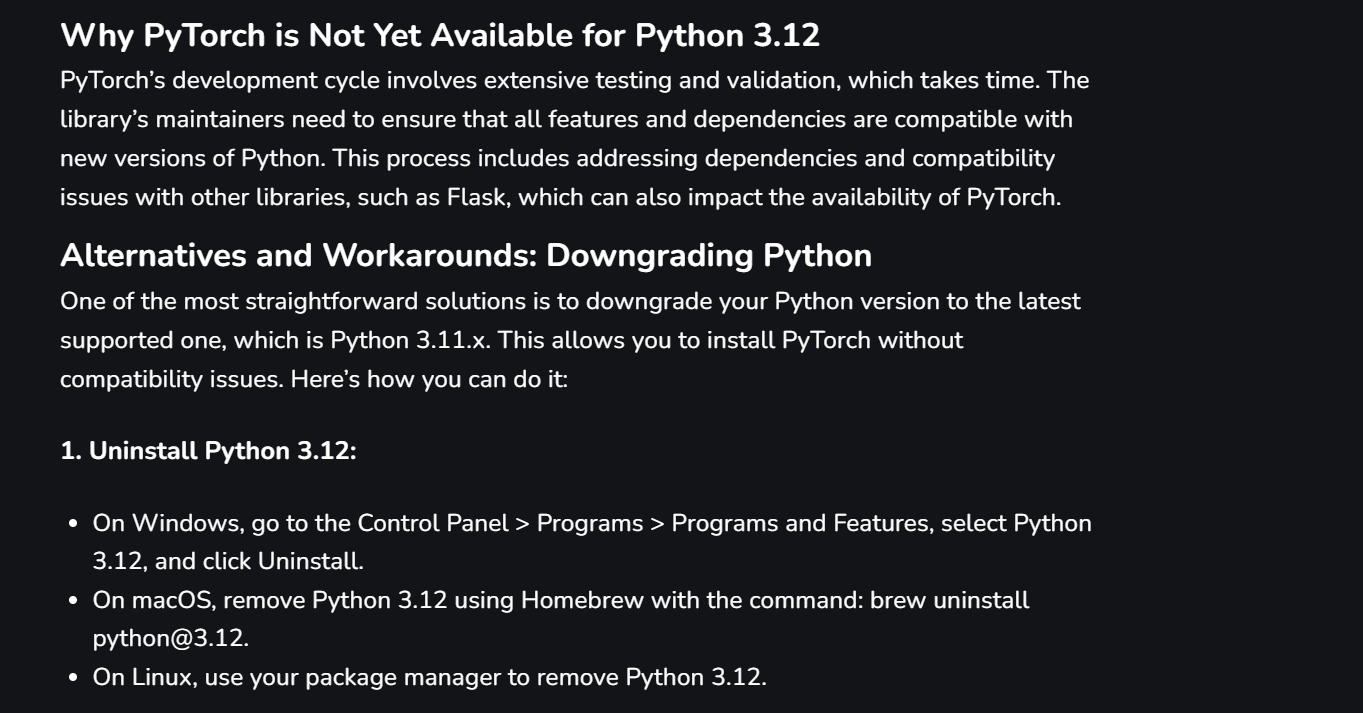 Why PyTorch is Not Yet Available for Python 3.12
PyTorch’s development cycle involves extensive testing and validation, which takes time. The
library’s maintainers need to ensure that all features and dependencies are compatible with
new versions of Python. This process includes addressing dependencies and compatibility
issues with other libraries, such as Flask, which can also impact the availability of PyTorch.
Alternatives and Workarounds: Downgrading Python
One of the most straightforward solutions is to downgrade your Python version to the latest
supported one, which is Python 3.11.x. This allows you to install PyTorch without
compatibility issues. Here’s how you can do it:
1. Uninstall Python 3.12:
• On Windows, go to the Control Panel > Programs > Programs and Features, select Python
3.12, and click Uninstall.
• On macOS, remove Python 3.12 using Homebrew with the command: brew uninstall
python@3.12.
• On Linux, use your package manager to remove Python 3.12.